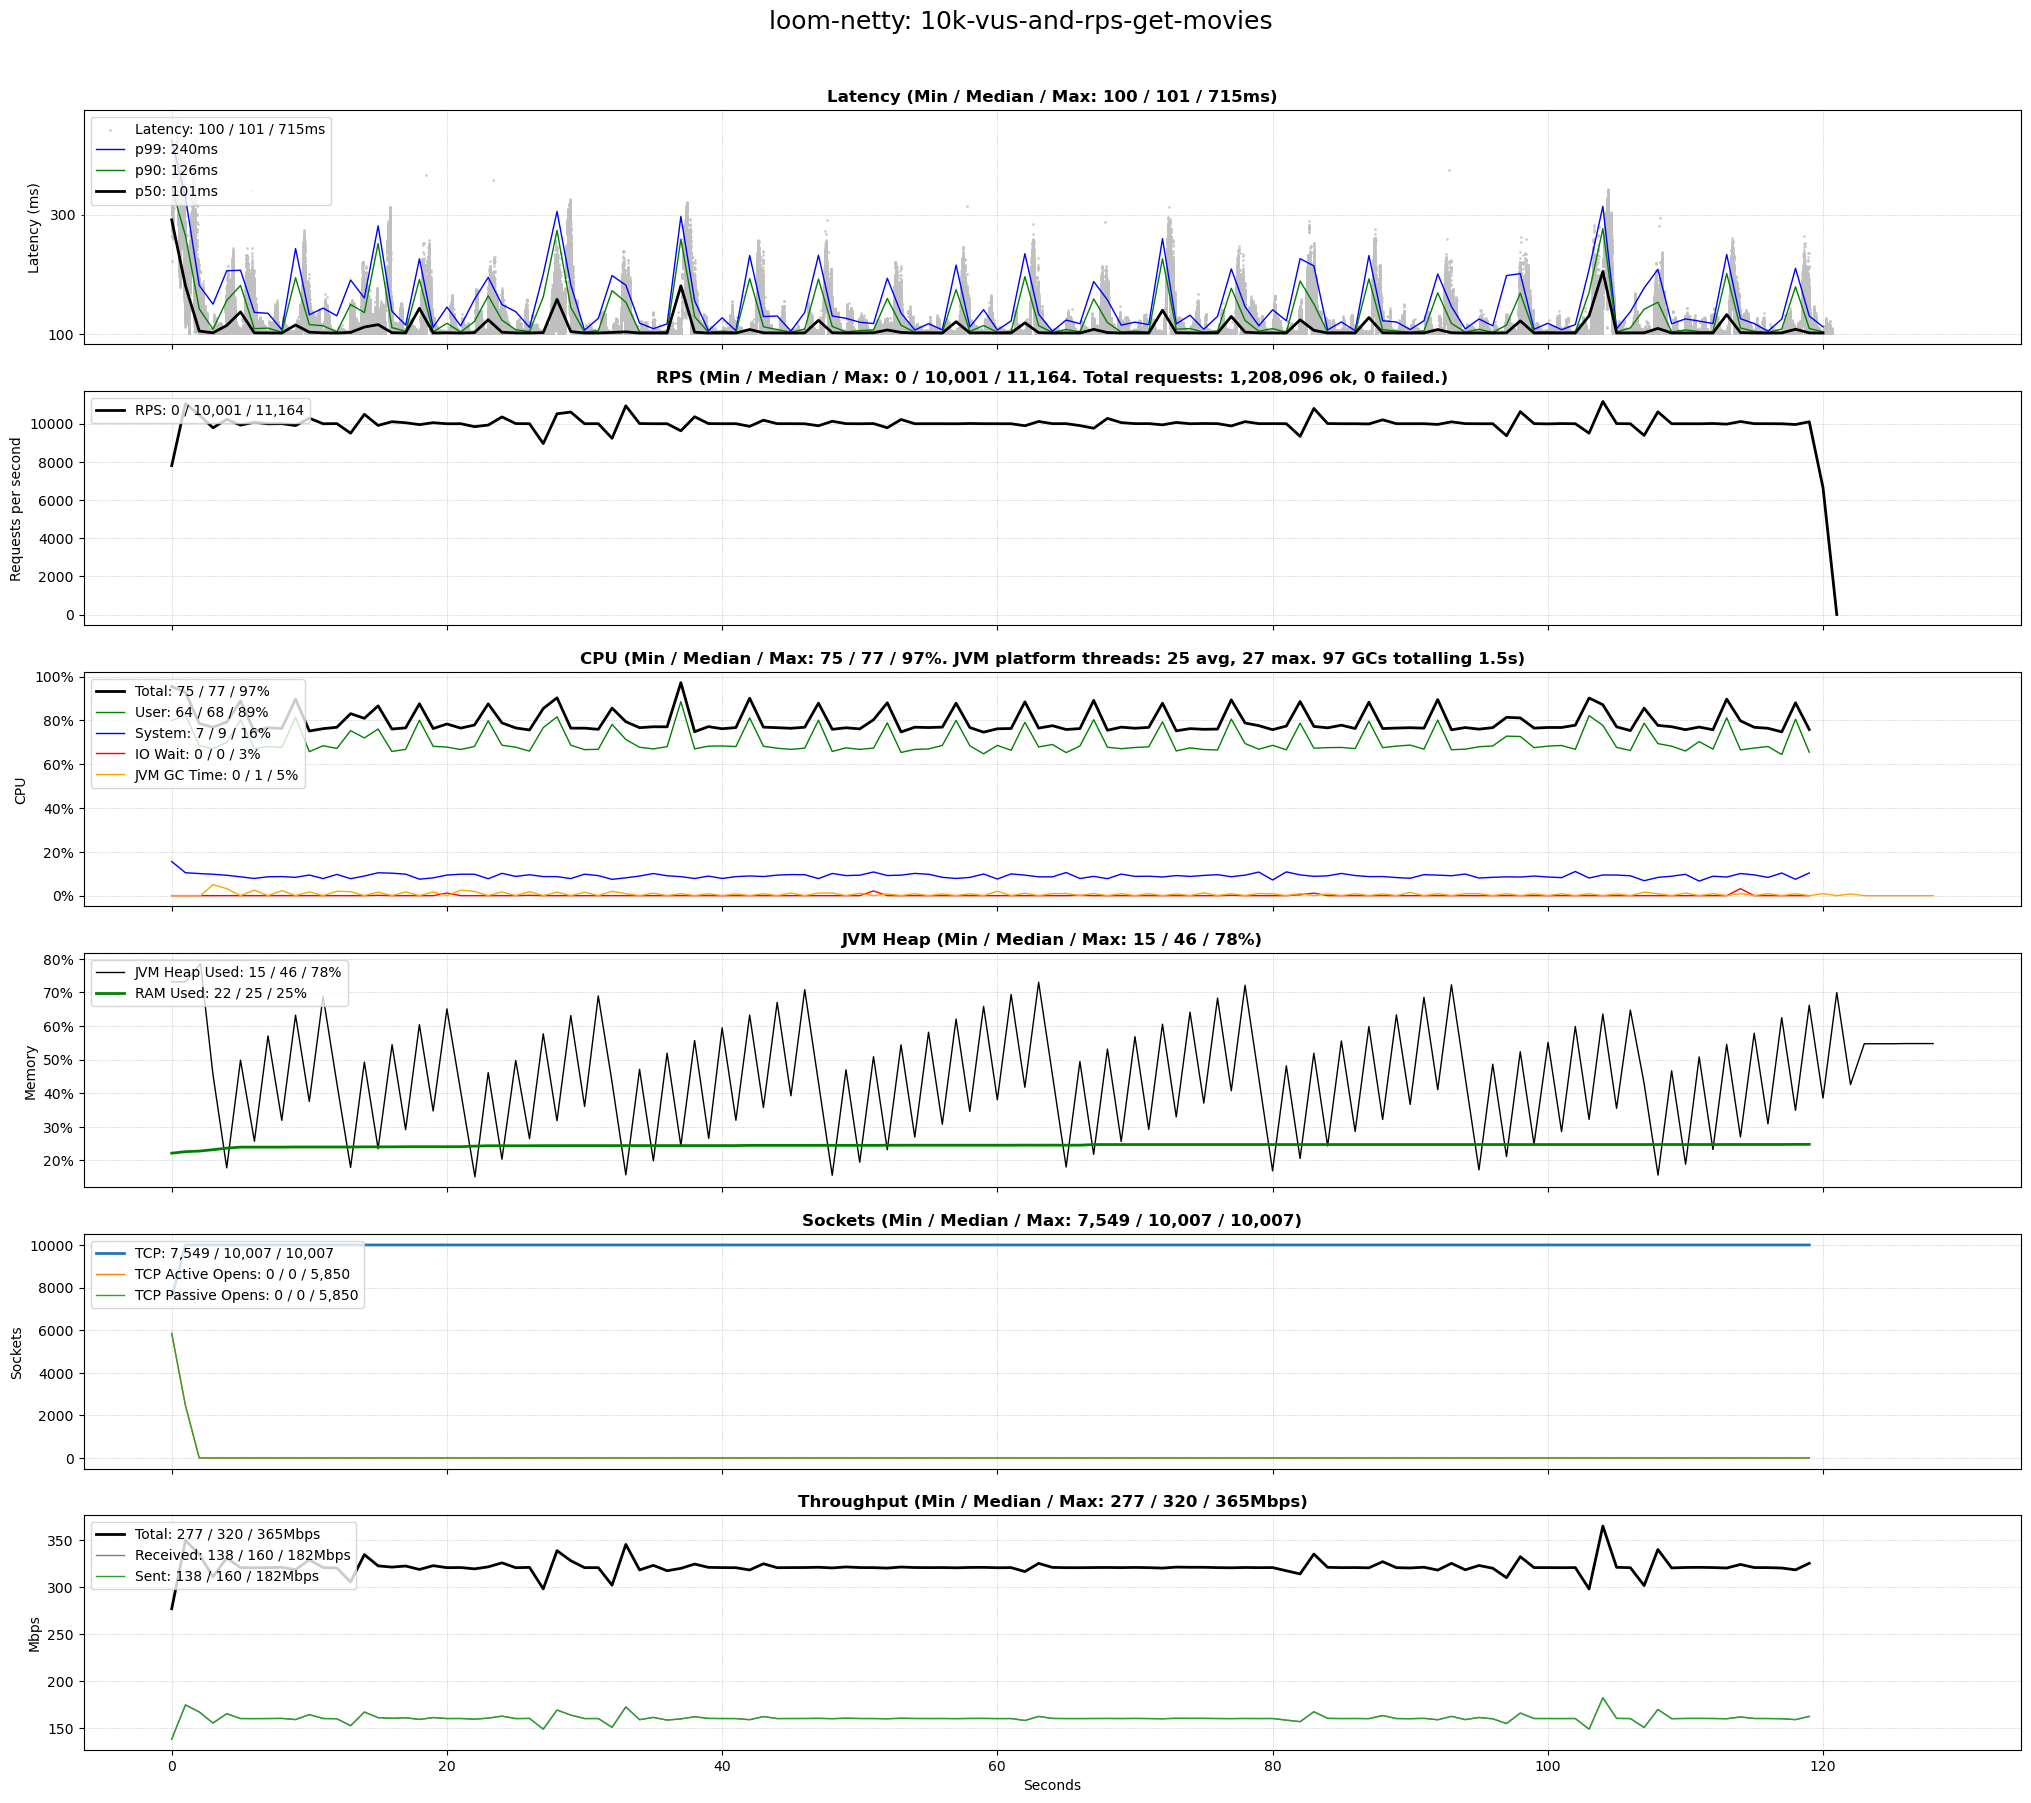 loom-netty: 10k-vus-and-rps-get-movies
Latency (Min / Median / Max: 100 / 101 / 715ms)
Latency: 100 / 101 / 715ms
p99: 240ms
p90: 126ms
p50: 101ms
Latency (ms)
300
100
RPS (Min / Median / Max: 0 / 10,001 / 11,164. Total requests: 1,208,096 ok, 0 failed.)
RPS: 0 / 10,001 / 11,164
Requests per second
10000
8000
6000
4000
2000
0
CPU (Min / Median / Max: 75 / 77 / 97%. JVM platform threads: 25 avg, 27 max. 97 GCs totalling 1.5s)
Total: 75 / 77 / 97%
User: 64 / 68 / 89%
System: 7 / 9 / 16%
IO Wait: 0 / 0 / 3%
JVM GC Time: 0 / 1 / 5%
CPU
100%
80%
60%
40%
20%
0%
JVM Heap (Min / Median / Max: 15 / 46 / 78%)
JVM Heap Used: 15 / 46 / 78%
RAM Used: 22 / 25 / 25%
Memory
80%
70%
60%
50%
40%
30%
20%
Sockets (Min / Median / Max: 7,549 / 10,007 / 10,007)
TCP: 7,549 / 10,007 / 10,007
TCP Active Opens: 0 / 0 / 5,850
TCP Passive Opens: 0 / 0 / 5,850
Sockets
10000
8000
6000
4000
2000
0
Throughput (Min / Median / Max: 277 / 320 / 365Mbps)
Total: 277 / 320 / 365Mbps
Received: 138 / 160 / 182Mbps
Sent: 138 / 160 / 182Mbps
Mbps
350
300
250
200
150
0 20 40 60 80 100 120
Seconds